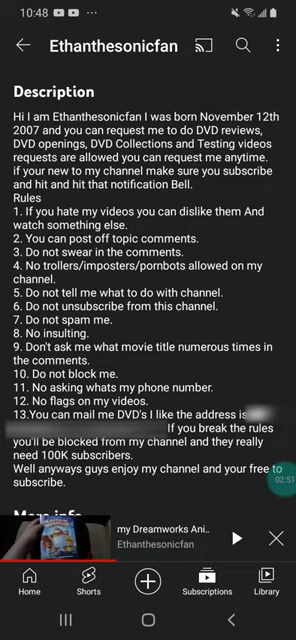 10:48
Ethanthesonicfan
Description
Hi I am Ethanthesonicfan I was born November 12th
2007 and you can request me to do DVD reviews,
DVD openings, DVD Collections and Testing videos
requests are allowed you can request me anytime.
if your new to my channel make sure you subscribe
and hit and hit that notification Bell.
Rules
1. If you hate my videos you can dislike them And
watch something else.
2. You can post off topic comments.
3. Do not swear in the comments.
4. No trollers/imposters/pornbots allowed on my
channel.
5. Do not tell me what to do with channel.
6. Do not unsubscribe from this channel.
7. Do not spam me.
8. No insulting.
9. Don't ask me what movie title numerous times in
the comments.
10. Do not block me.
11. No asking whats my phone number.
12. No flags on my videos.
13.You can mail me DVD's I like the address is
If you break the rules
you'll be blocked from my channel and they really
need 100K subscribers.
Well anyways guys enjoy my channel and your free to
subscribe.
02:51
More info
my Dreamworks Ani..
Ethanthesonicfan
Home
Shorts
Subscriptions
Library